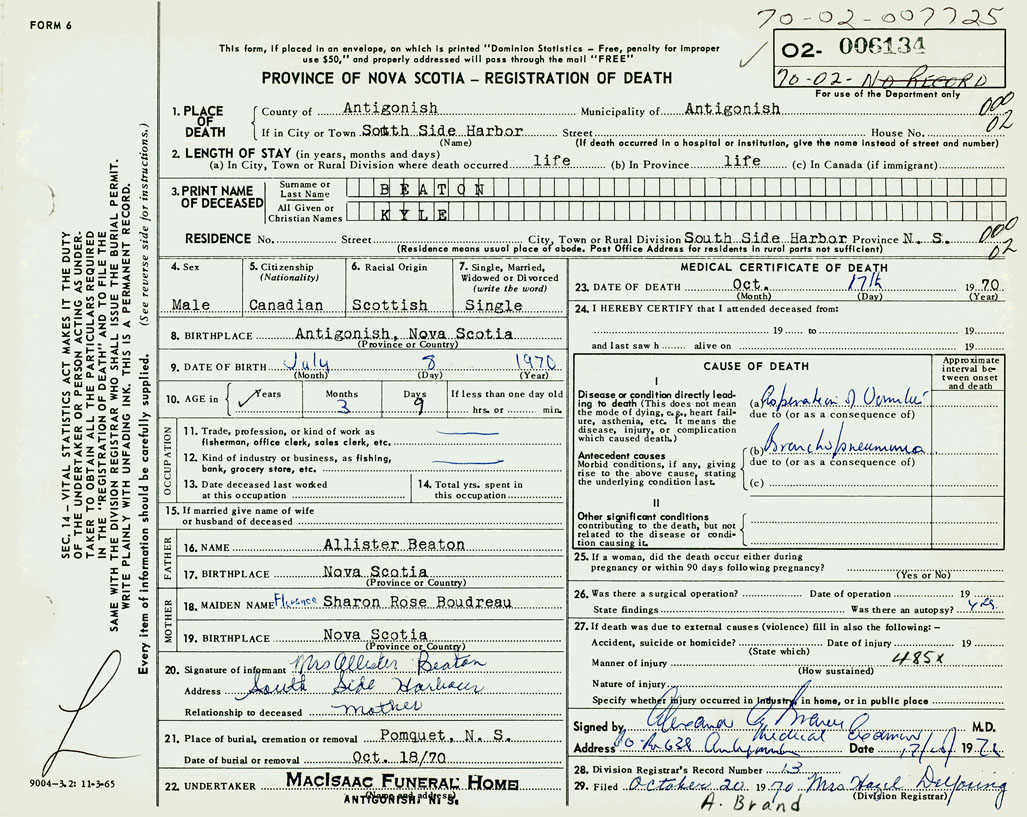 FORM 6
70-02-007725
This form, if placed in an envelope, on which is printed "Dominion Statistics – Free, penalty for improper
use $50," and properly addressed will pass through the mail "FREE"
02- 006134
70-02- NO RECORD
For use of the Department only
PROVINCE OF NOVA SCOTIA – REGISTRATION OF DEATH
1. PLACE OF DEATH
County of Antigonish Municipality of Antigonish
000
02
If in City or Town South Side Harbor Street House No.
(Name) (If death occurred in a hospital or institution, give the name instead of street and number)
2. LENGTH OF STAY (in years, months and days)
(a) In City, Town or Rural Division where death occurred life (b) In Province life (c) In Canada (if immigrant)
3. PRINT NAME OF DECEASED
Surname or Last Name BEATON
All Given or Christian Names KYLE
RESIDENCE No. Street City, Town or Rural Division South Side Harbor Province N. S.
000
02
(Residence means usual place of abode. Post Office Address for residents in rural parts not sufficient)
4. Sex
Male
5. Citizenship
(Nationality)
Canadian
6. Racial Origin
Scottish
7. Single, Married,
Widowed or Divorced
(write the word)
Single
8. BIRTHPLACE Antigonish, Nova Scotia
(Province or Country)
9. DATE OF BIRTH July 8 1970
(Month) (Day) (Year)
10. AGE in Years Months Days If less than one day old
3 9 hrs. or min.
OCCUPATION
11. Trade, profession, or kind of work as
fisherman, office clerk, sales clerk, etc.
12. Kind of industry or business, as fishing,
bank, grocery store, etc.
13. Date deceased last worked
at this occupation
14. Total yrs. spent in
this occupation
15. If married give name of wife
or husband of deceased
FATHER
16. NAME Allister Beaton
17. BIRTHPLACE Nova Scotia
(Province or Country)
MOTHER
18. MAIDEN NAME Florence Sharon Rose Boudreau
19. BIRTHPLACE Nova Scotia
(Province or Country)
20. Signature of informant Mrs Allister Beaton
Address South Side Harbour
Relationship to deceased mother
21. Place of burial, cremation or removal Pomquet, N. S.
Date of burial or removal Oct. 18/70
22. UNDERTAKER MACISAAC FUNERAL HOME
(Name and address)
ANTIGONISH, N. S.
MEDICAL CERTIFICATE OF DEATH
23. DATE OF DEATH Oct. 17th 1970
(Month) (Day) (Year)
24. I HEREBY CERTIFY that I attended deceased from:
19 to 19
and last saw h alive on 19
CAUSE OF DEATH
Approximate
interval be-
tween onset
and death
I
Disease or condition directly lead-
ing to death (This does not mean
the mode of dying, e.g., heart fail-
ure, asthenia, etc. It means the
disease, injury, or complication
which caused death.)
(a) of
due to (or as a consequence of)
Antecedent causes
Morbid conditions, if any, giving
rise to the above cause, stating
the underlying condition last.
(b) Bronchopneumonia
due to (or as a consequence of)
(c)
II
Other significant conditions
contributing to the death, but not
related to the disease or condi-
tion causing it.
25. If a woman, did the death occur either during
pregnancy or within 90 days following pregnancy?
(Yes or No)
26. Was there a surgical operation? Date of operation 19
State findings Was there an autopsy? yes
27. If death was due to external causes (violence) fill in also the following: –
Accident, suicide or homicide? Date of injury 19
(State which)
Manner of injury 485X
(How sustained)
Nature of injury
Specify whether injury occurred in industry, in home, or in public place
Signed by Alexander M.D.
Medical Examiner
Address Antigonish Date 19
28. Division Registrar's Record Number 13
29. Filed October 20 1970 Mrs Hazel DeYoung
(Division Registrar)
A. Brand
SEC. 14 – VITAL STATISTICS ACT MAKES IT THE DUTY
OF THE UNDERTAKER OR PERSON ACTING AS UNDER-
TAKER TO OBTAIN ALL THE PARTICULARS REQUIRED
IN THE "REGISTRATION OF DEATH" AND TO FILE THE
SAME WITH THE DIVISION REGISTRAR WHO SHALL ISSUE THE BURIAL PERMIT.
WRITE PLAINLY WITH UNFADING INK. THIS IS A PERMANENT RECORD.
Every item of information should be carefully supplied. (See reverse side for instructions.)
9004-3.2: 11-3-65